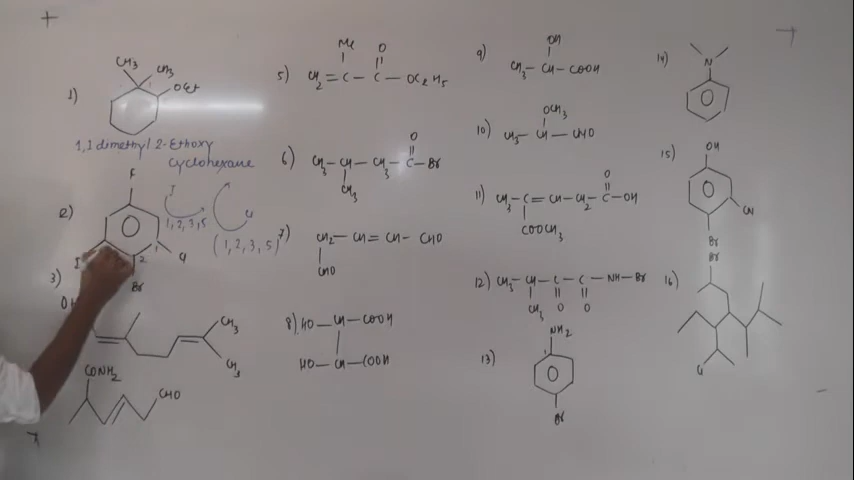 1)
CH3
CH3
OEt
1,1 dimethyl 2-Ethoxy
cyclohexane
2)
F
I
1,2,3,5
Cl
(1,2,3,5)
I
1
2
Cl
Br
3)
CH3
CH3
CONH2
CHO
5)
Me O
CH2=C-C-OC2H5
6)
O
CH3-CH-CH3-C-Br
CH3
7)
CH2-CH=CH-CHO
CHO
8)
HO-CH-COOH
HO-CH-COOH
9)
OH
CH3-CH-COOH
10)
OCH3
CH3-CH-CHO
11)
O
CH3-C=CH-CH2-C-OH
COOCH3
12)
CH3-CH-C-C-NH-Br
CH3 O O
13)
NH2
Br
14)
N
15)
OH
CN
Br
16)
Br
Cl